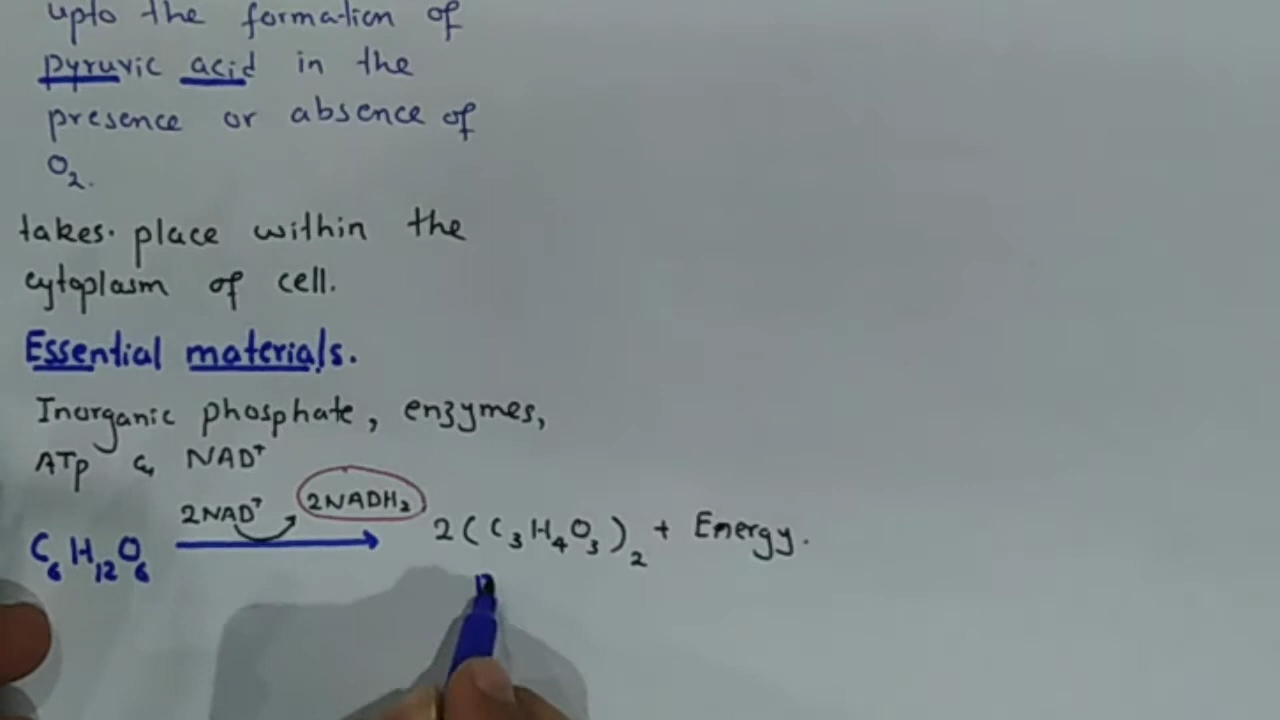 upto the formation of
pyruvic acid in the
presence or absence of
O₂.
takes. place within the
cytoplasm of cell.
Essential materials.
Inorganic phosphate, enzymes,
ATP & NAD⁺
2NAD⁺ 2NADH₂
C₆H₁₂O₆ → 2(C₃H₄O₃)₂ + Energy.